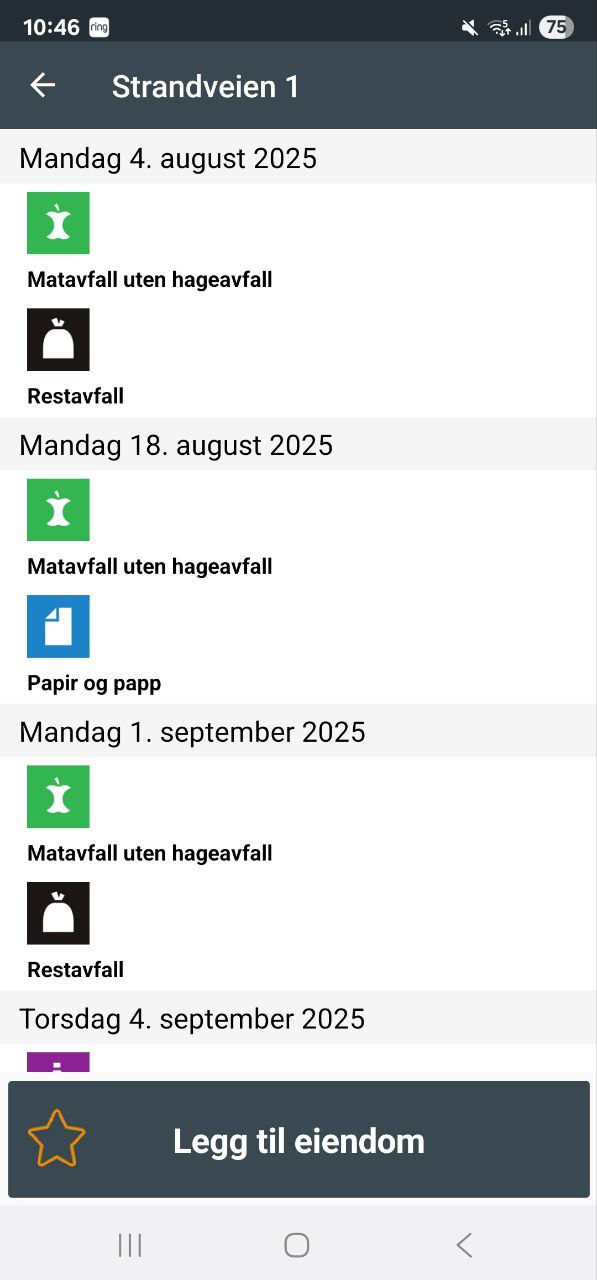 10:46 ring 5 75
Strandveien 1
Mandag 4. august 2025
Matavfall uten hageavfall
Restavfall
Mandag 18. august 2025
Matavfall uten hageavfall
Papir og papp
Mandag 1. september 2025
Matavfall uten hageavfall
Restavfall
Torsdag 4. september 2025
Legg til eiendom